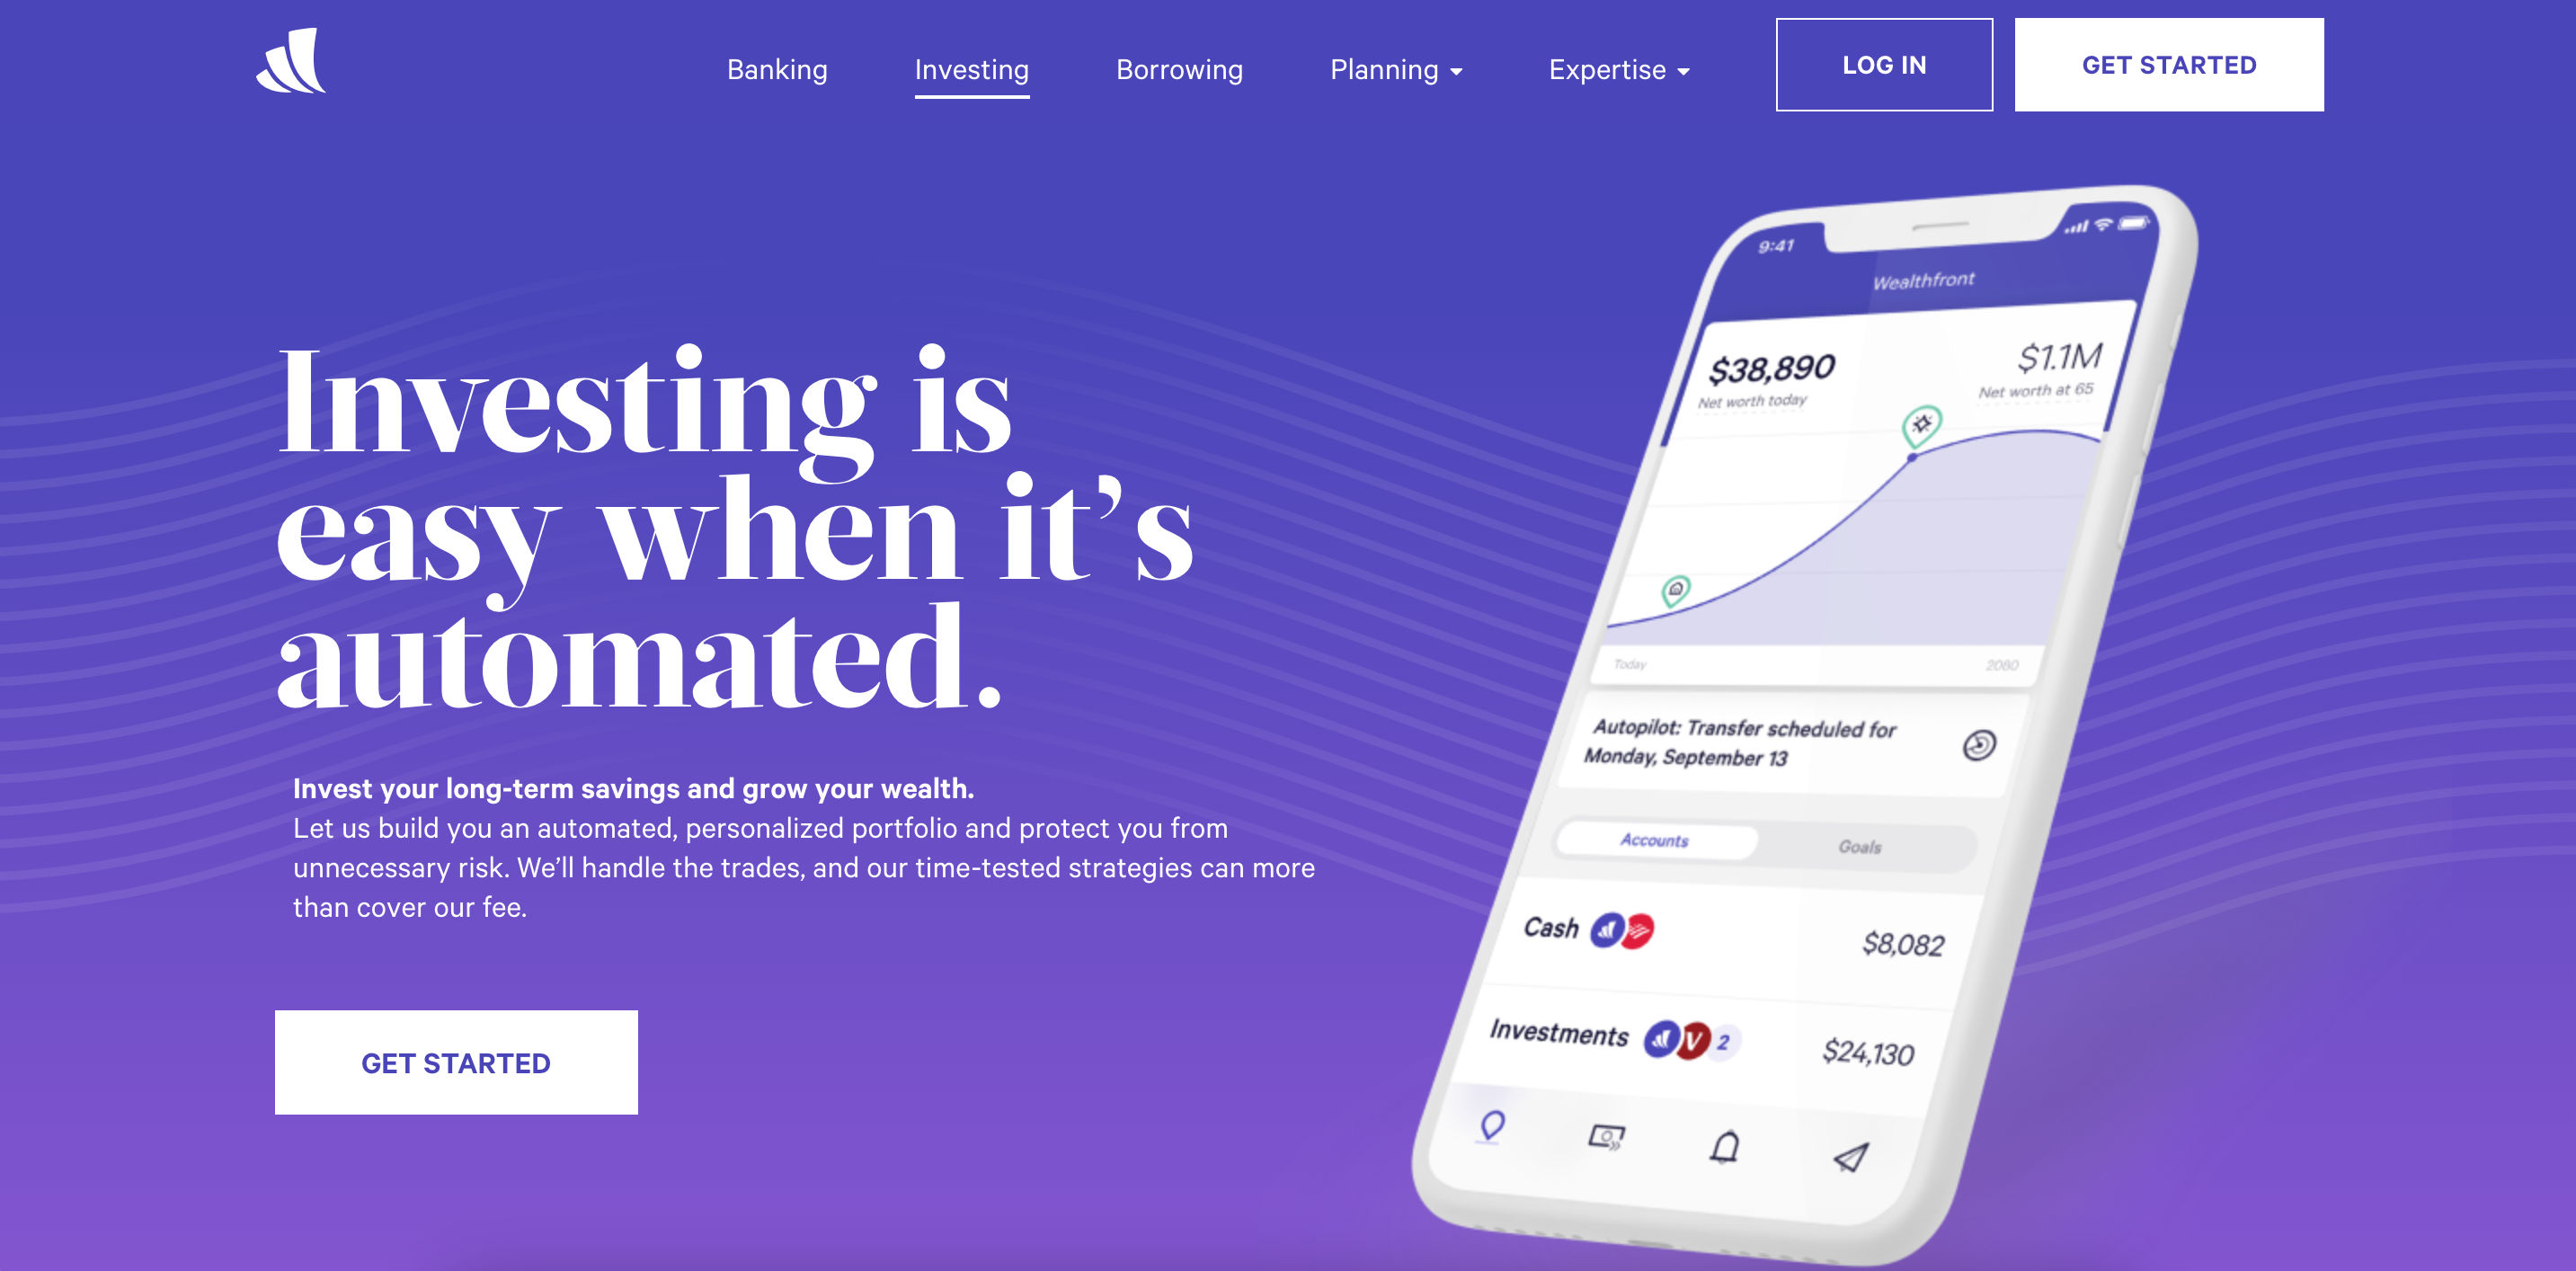 Banking
Investing
Borrowing
Planning
Expertise
LOG IN
GET STARTED
Investing is
easy when it’s
automated.
Invest your long-term savings and grow your wealth.
Let us build you an automated, personalized portfolio and protect you from
unnecessary risk. We’ll handle the trades, and our time-tested strategies can more
than cover our fee.
GET STARTED
9:41
Wealthfront
$38,890
Net worth today
$1.1M
Net worth at 65
Today
2080
Autopilot: Transfer scheduled for
Monday, September 13
Accounts
Goals
Cash
$8,082
Investments
V
2
$24,130